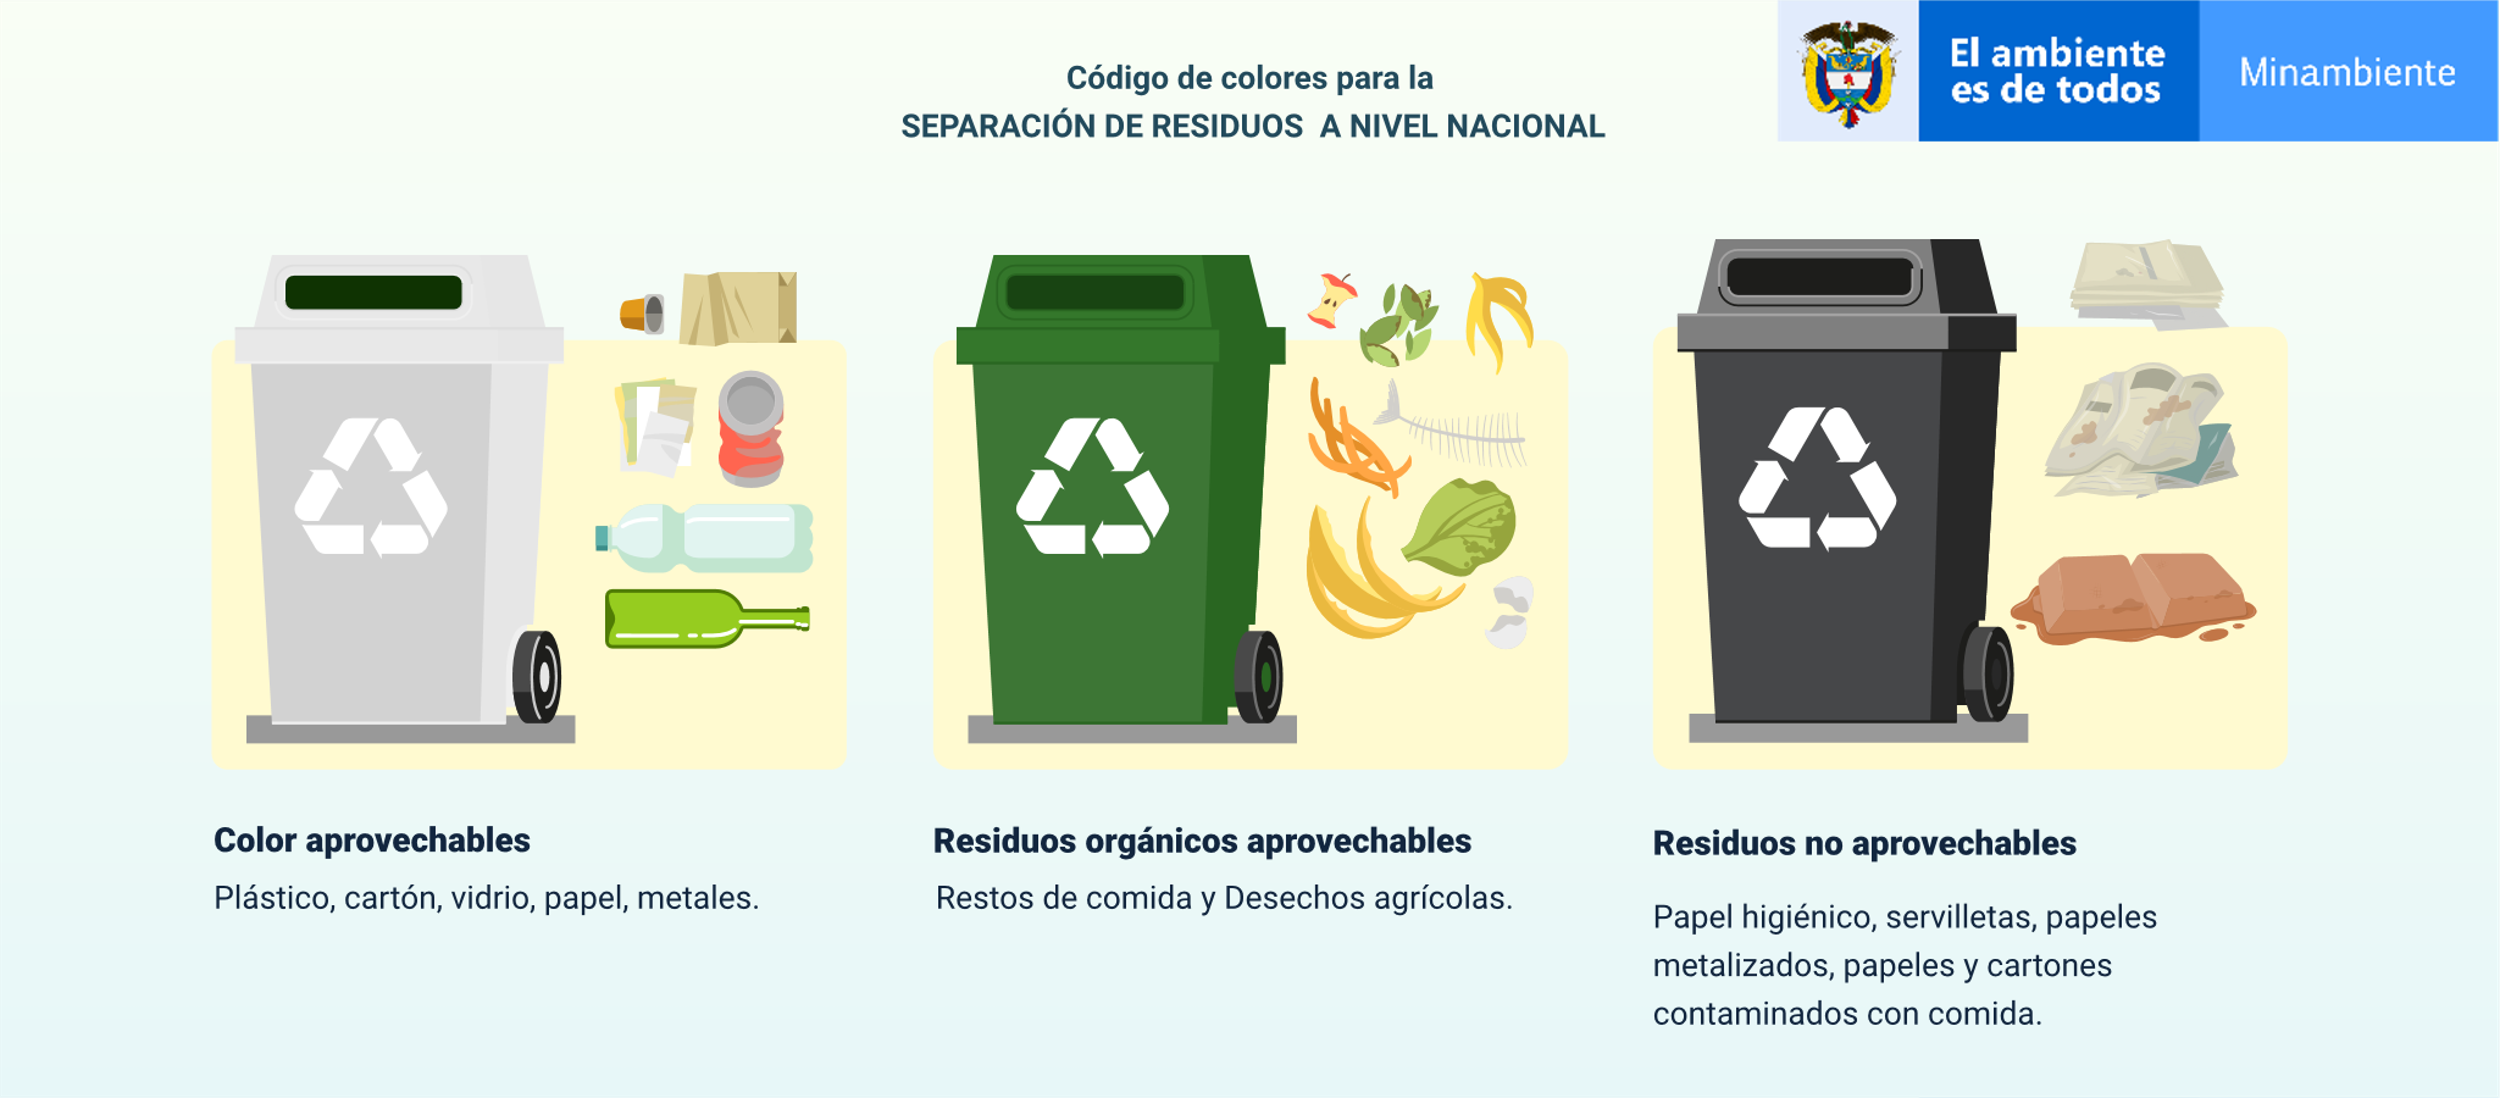 Código de colores para la
SEPARACIÓN DE RESIDUOS A NIVEL NACIONAL
El ambiente
es de todos
Minambiente
Color aprovechables
Plástico, cartón, vidrio, papel, metales.
Residuos orgánicos aprovechables
Restos de comida y Desechos agrícolas.
Residuos no aprovechables
Papel higiénico, servilletas, papeles
metalizados, papeles y cartones
contaminados con comida.